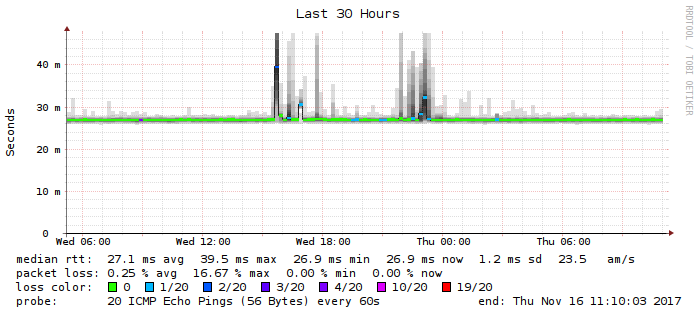 Last 30 Hours
RRDTOOL / TOBI OETIKER
Seconds
40 m
30 m
20 m
10 m
0
Wed 06:00 Wed 12:00 Wed 18:00 Thu 00:00 Thu 06:00
median rtt: 27.1 ms avg 39.5 ms max 26.9 ms min 26.9 ms now 1.2 ms sd 23.5 am/s
packet loss: 0.25 % avg 16.67 % max 0.00 % min 0.00 % now
loss color: 0 1/20 2/20 3/20 4/20 10/20 19/20
probe: 20 ICMP Echo Pings (56 Bytes) every 60s end: Thu Nov 16 11:10:03 2017